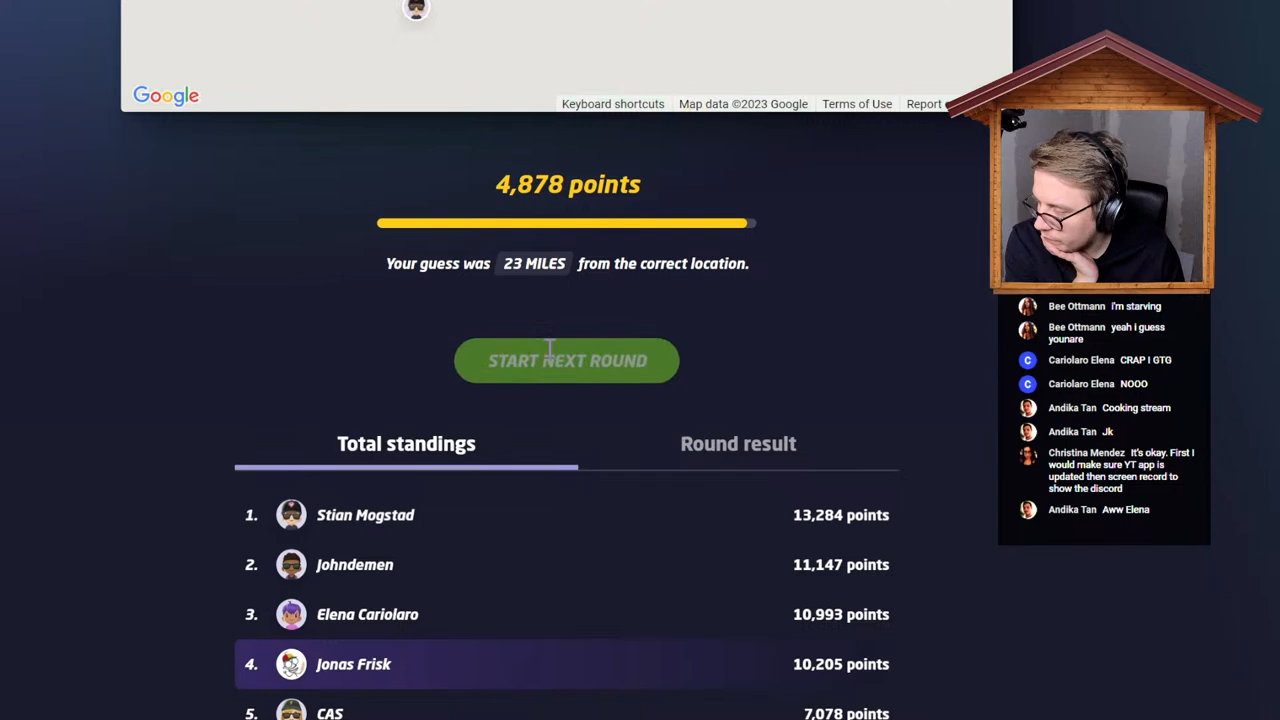 Google
Keyboard shortcuts
Map data ©2023 Google
Terms of Use
Report
4,878 points
Your guess was 23 MILES from the correct location.
START NEXT ROUND
Total standings
Round result
1. Stian Mogstad 13,284 points
2. Johndemen 11,147 points
3. Elena Cariolaro 10,993 points
4. Jonas Frisk 10,205 points
5. CAS 7,078 points
Bee Ottmann i'm starving
Bee Ottmann yeah i guess
younare
C Cariolaro Elena CRAP I GTG
C Cariolaro Elena NOOO
Andika Tan Cooking stream
Andika Tan Jk
Christina Mendez It's okay. First I
would make sure YT app is
updated then screen record to
show the discord
Andika Tan Aww Elena